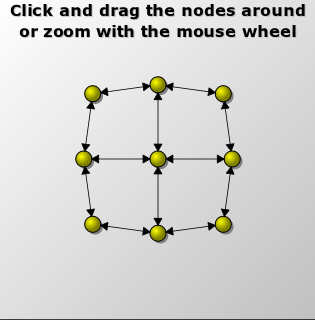 Click and drag the nodes around
or zoom with the mouse wheel